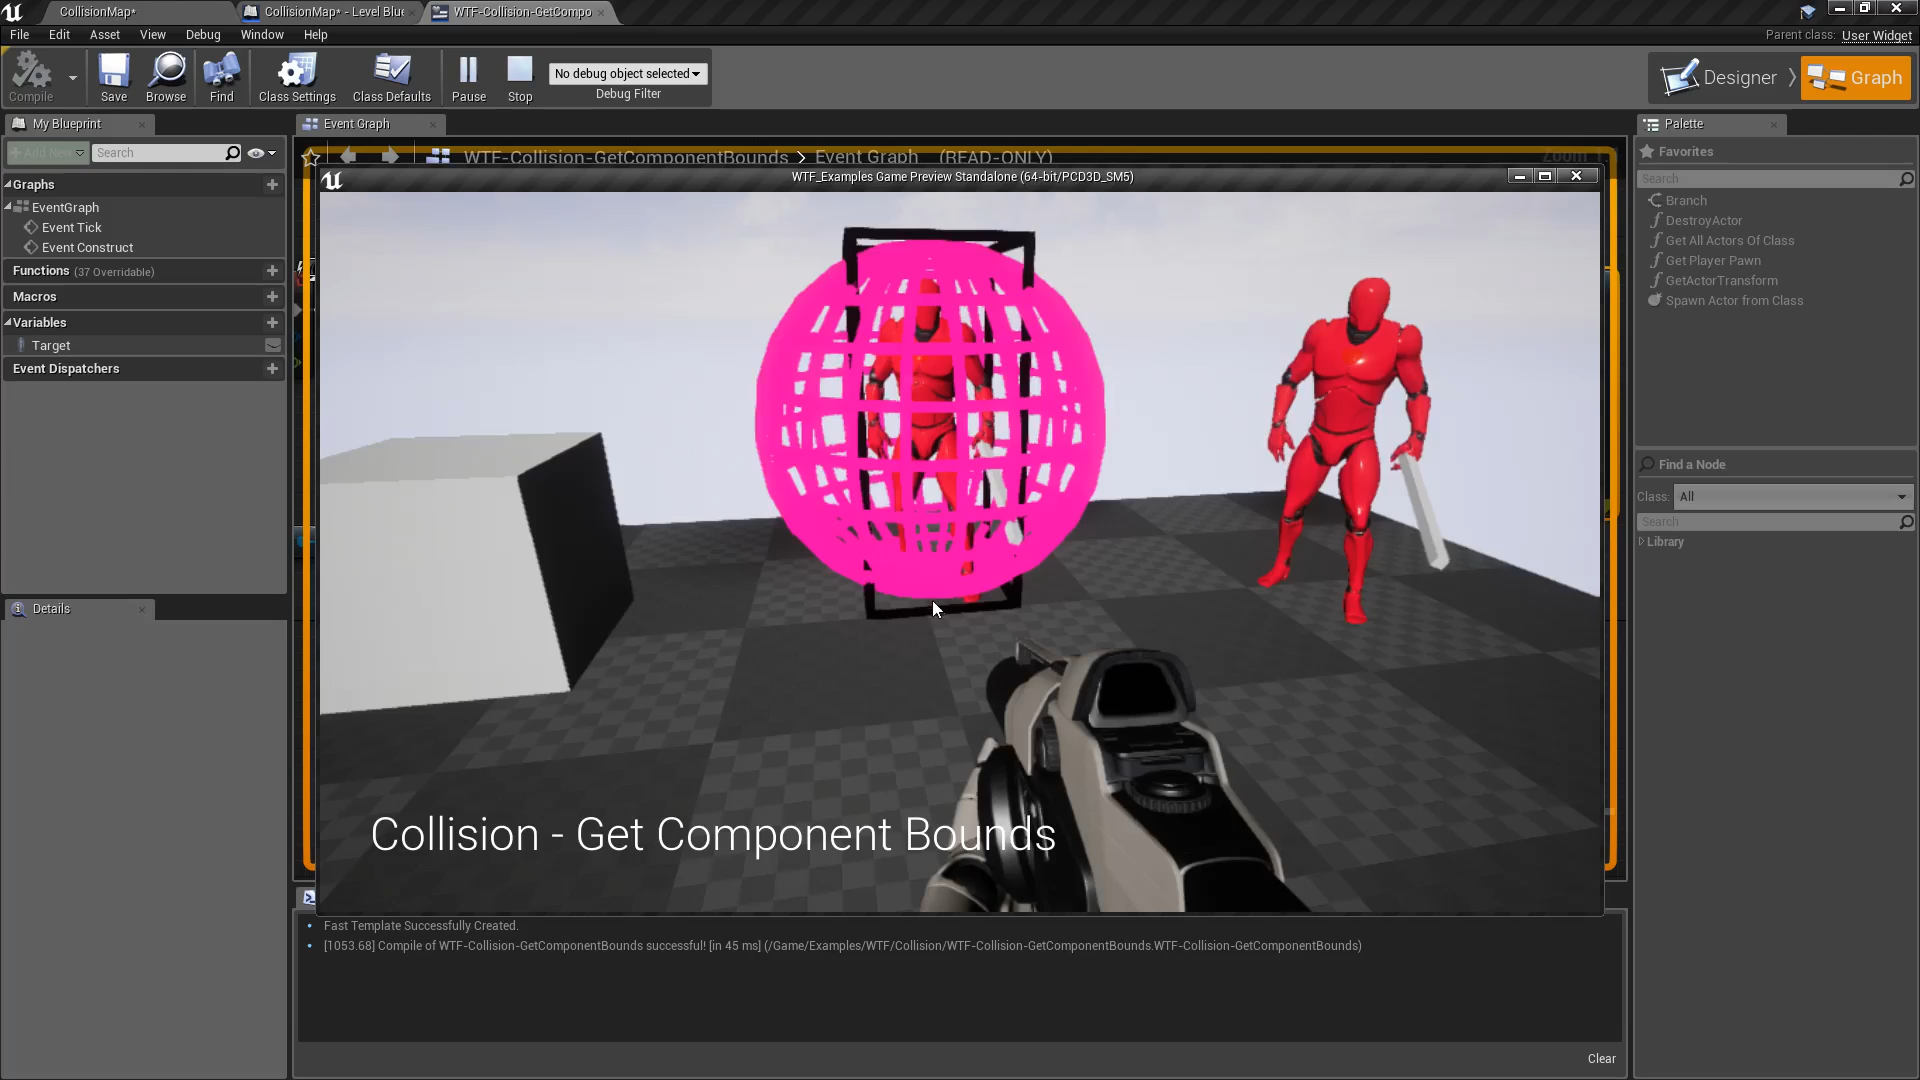 CollisionMap*
CollisionMap* - Level Blue
WTF-Collision-GetCompo
File Edit Asset View Debug Window Help
Parent class: User Widget
Compile
Save
Browse
Find
Class Settings
Class Defaults
Pause
Stop
No debug object selected
Debug Filter
Designer
Graph
My Blueprint
Event Graph
Palette
Add New
Search
WTF-Collision-GetComponentBounds > Event Graph (READ-ONLY)
WTF_Examples Game Preview Standalone (64-bit/PCD3D_SM5)
Graphs
EventGraph
Event Tick
Event Construct
Functions (37 Overridable)
Macros
Variables
Target
Event Dispatchers
Details
Favorites
Search
Branch
DestroyActor
Get All Actors Of Class
Get Player Pawn
GetActorTransform
Spawn Actor from Class
Find a Node
Class: All
Search
Library
Collision - Get Component Bounds
Fast Template Successfully Created.
[1053.68] Compile of WTF-Collision-GetComponentBounds successful! [in 45 ms] (/Game/Examples/WTF/Collision/WTF-Collision-GetComponentBounds.WTF-Collision-GetComponentBounds)
Clear